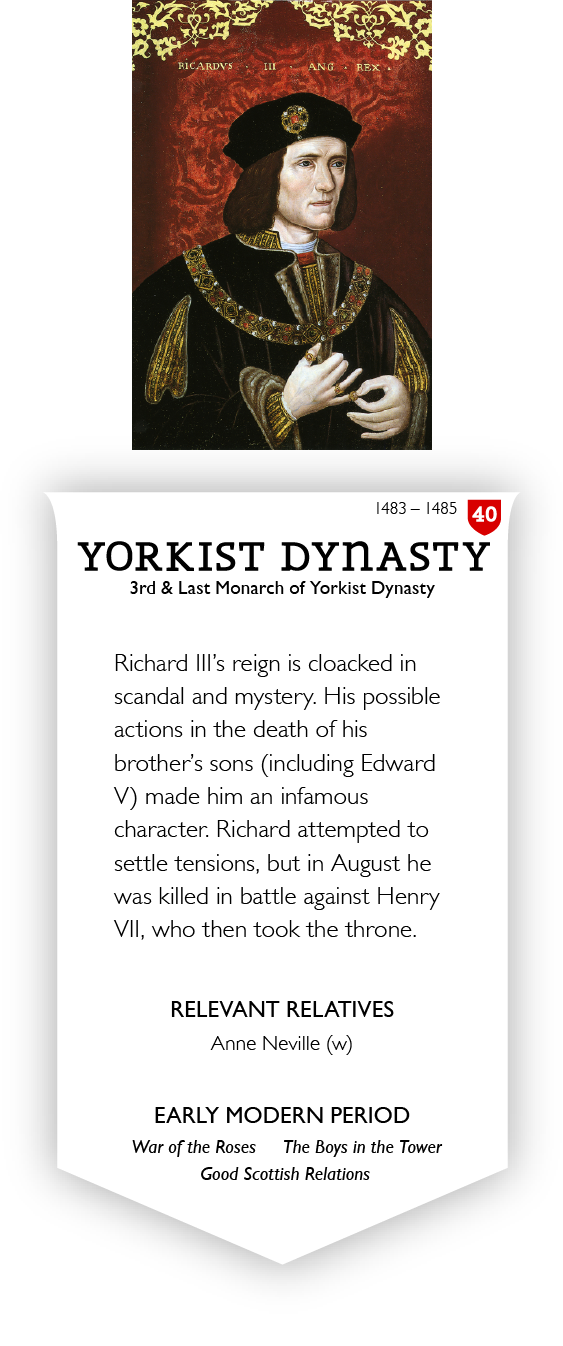 RICARDVS · III · ANG · REX ·
1483 – 1485 40
YORKIST DYNASTY
3rd & Last Monarch of Yorkist Dynasty
Richard III’s reign is cloacked in
scandal and mystery. His possible
actions in the death of his
brother’s sons (including Edward
V) made him an infamous
character. Richard attempted to
settle tensions, but in August he
was killed in battle against Henry
VII, who then took the throne.
RELEVANT RELATIVES
Anne Neville (w)
EARLY MODERN PERIOD
War of the Roses The Boys in the Tower
Good Scottish Relations